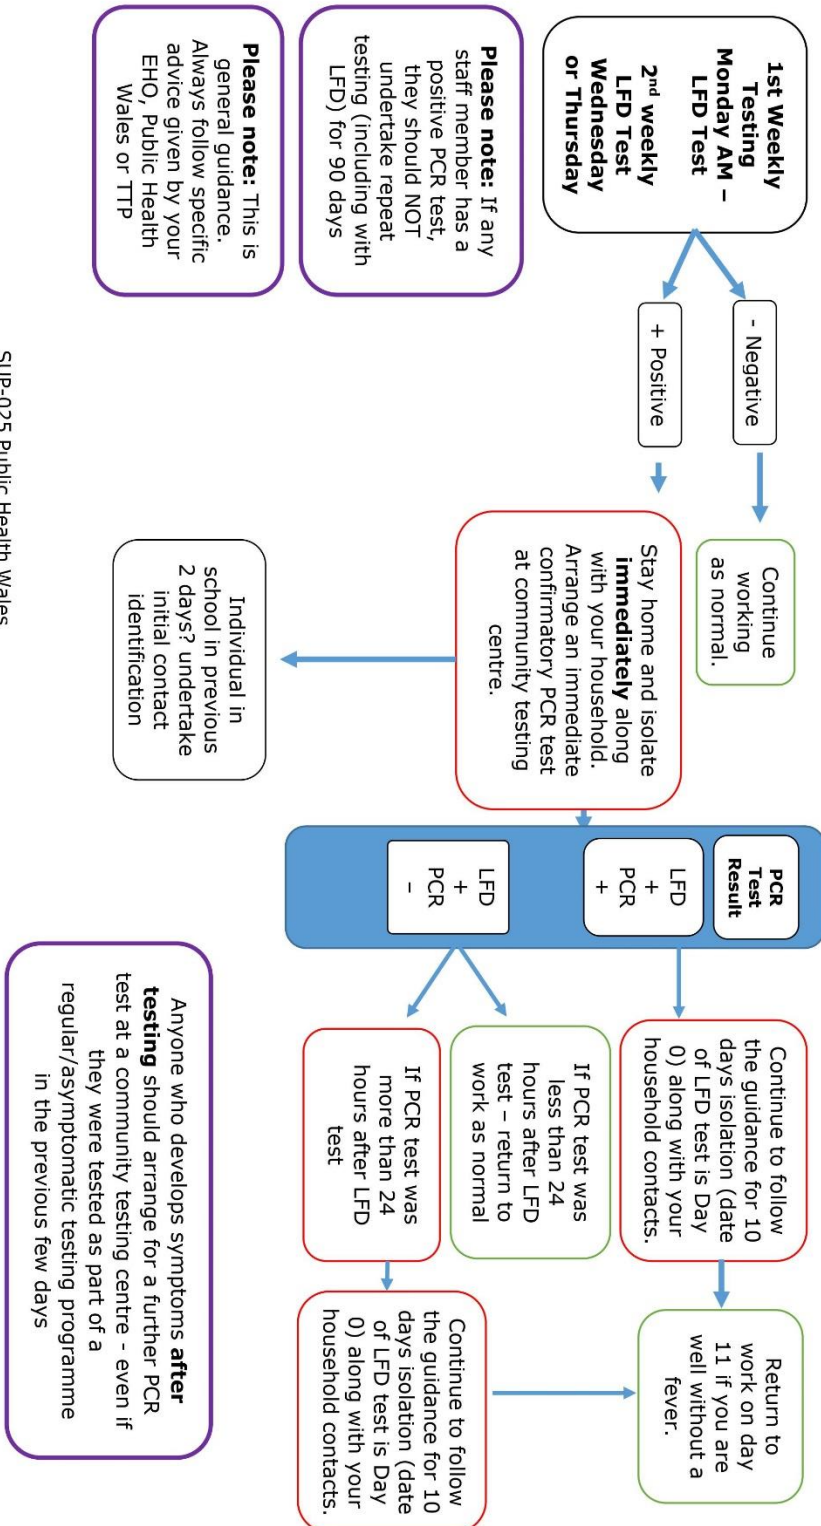 1st Weekly
Testing
Monday AM –
LFD Test
2nd weekly
LFD Test
Wednesday
or Thursday
- Negative
+ Positive
Continue
working
as normal.
Stay home and isolate
immediately along
with your household.
Arrange an immediate
confirmatory PCR test
at community testing
centre.
Individual in
school in previous
2 days? undertake
initial contact
identification
PCR
Test
Result
LFD
+
PCR
+
LFD
+
PCR
–
Continue to follow
the guidance for 10
days isolation (date
of LFD test is Day
0) along with your
household contacts.
If PCR test was
less than 24
hours after LFD
test – return to
work as normal
If PCR test was
more than 24
hours after LFD
test
Continue to follow
the guidance for 10
days isolation (date
of LFD test is Day
0) along with your
household contacts.
Return to
work on day
11 if you are
well without a
fever.
Please note: If any
staff member has a
positive PCR test,
they should NOT
undertake repeat
testing (including with
LFD) for 90 days
Please note: This is
general guidance.
Always follow specific
advice given by your
EHO, Public Health
Wales or TTP
Anyone who develops symptoms after
testing should arrange for a further PCR
test at a community testing centre - even if
they were tested as part of a
regular/asymptomatic testing programme
in the previous few days
SUP-025 Public Health Wales